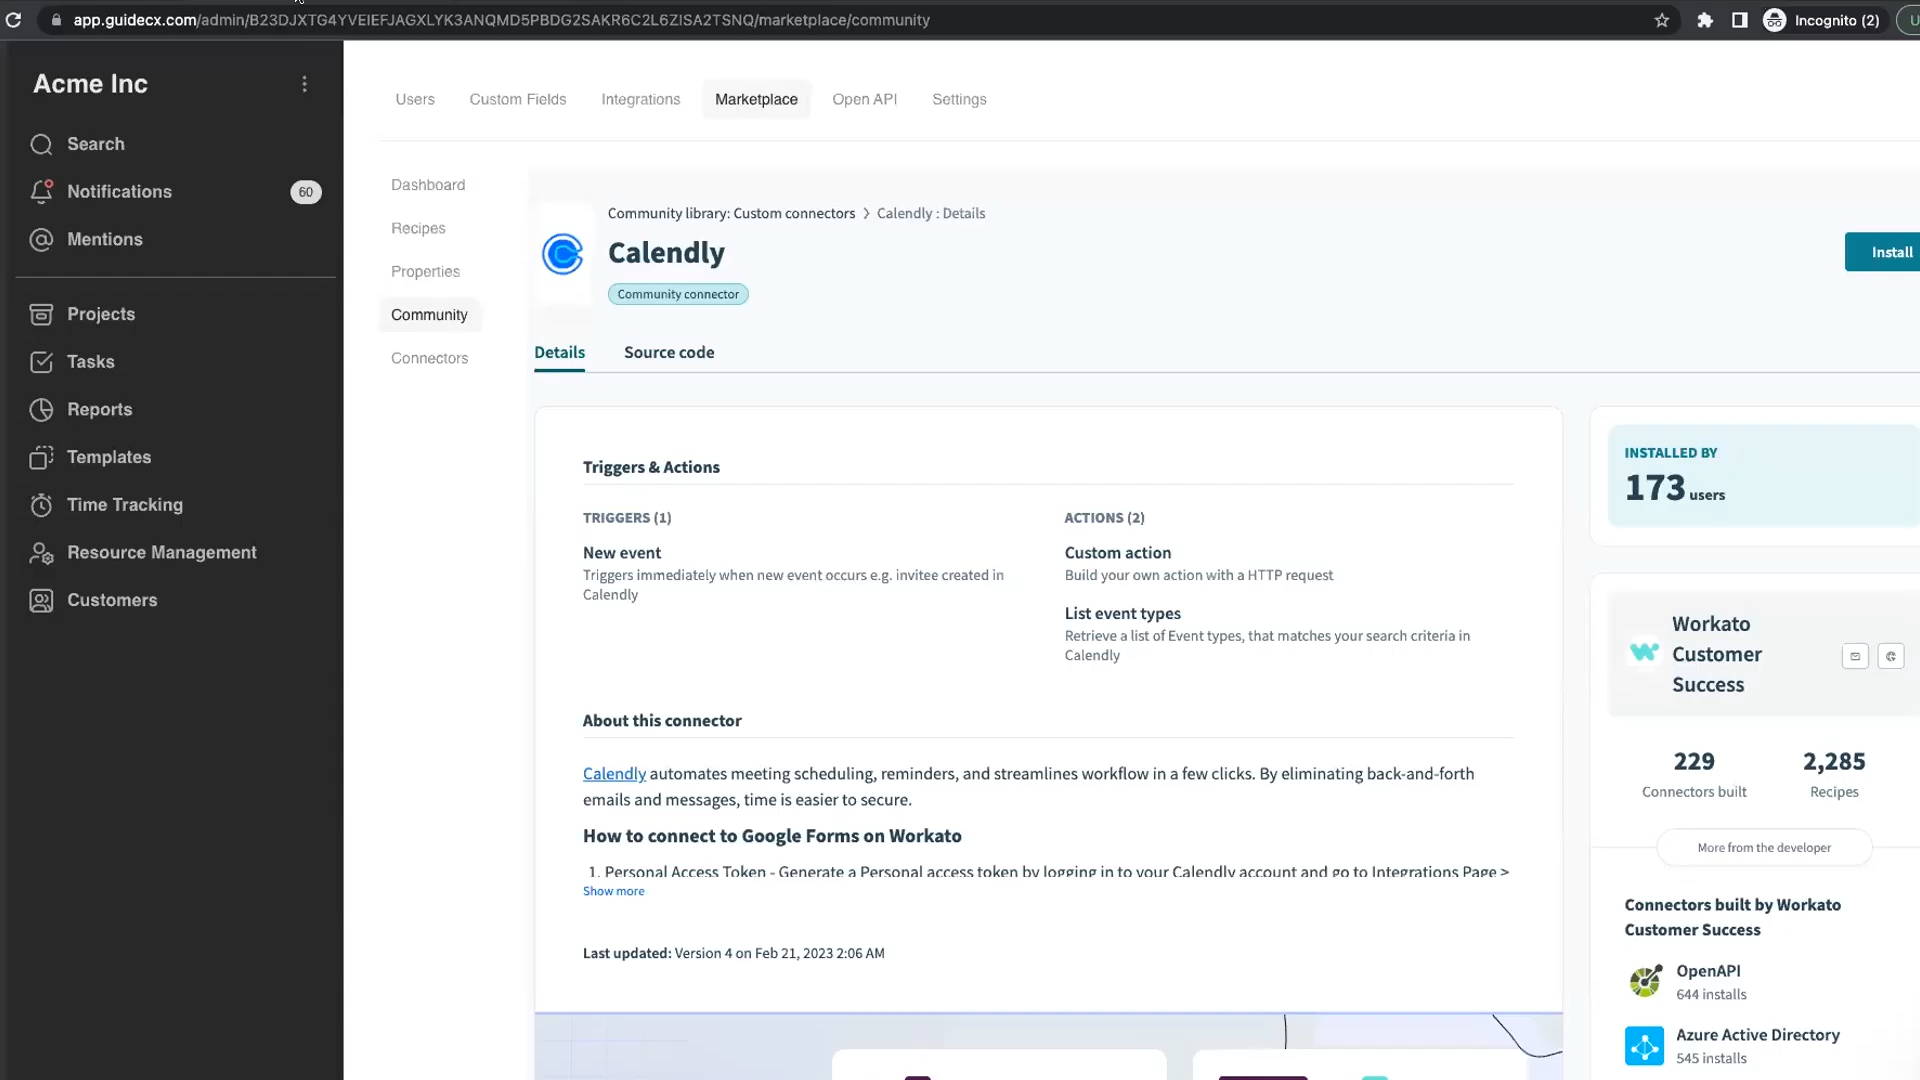 app.guidecx.com/admin/B23DJXTG4YVEIEFJAGXLYK3ANQMD5PBDG2SAKR6C2L6ZISA2TSNQ/marketplace/community
Incognito (2)
U
Acme Inc
Search
Notifications
60
Mentions
Projects
Tasks
Reports
Templates
Time Tracking
Resource Management
Customers
Users
Custom Fields
Integrations
Marketplace
Open API
Settings
Dashboard
Recipes
Properties
Community
Connectors
Community library: Custom connectors > Calendly : Details
Calendly
Community connector
Install
Details
Source code
Triggers & Actions
TRIGGERS (1)
New event
Triggers immediately when new event occurs e.g. invitee created in
Calendly
ACTIONS (2)
Custom action
Build your own action with a HTTP request
List event types
Retrieve a list of Event types, that matches your search criteria in
Calendly
About this connector
Calendly automates meeting scheduling, reminders, and streamlines workflow in a few clicks. By eliminating back-and-forth
emails and messages, time is easier to secure.
How to connect to Google Forms on Workato
1. Personal Access Token - Generate a Personal access token by logging in to your Calendly account and go to Integrations Page >
Show more
Last updated: Version 4 on Feb 21, 2023 2:06 AM
INSTALLED BY
173 users
Workato
Customer
Success
229
Connectors built
2,285
Recipes
More from the developer
Connectors built by Workato
Customer Success
OpenAPI
644 installs
Azure Active Directory
545 installs